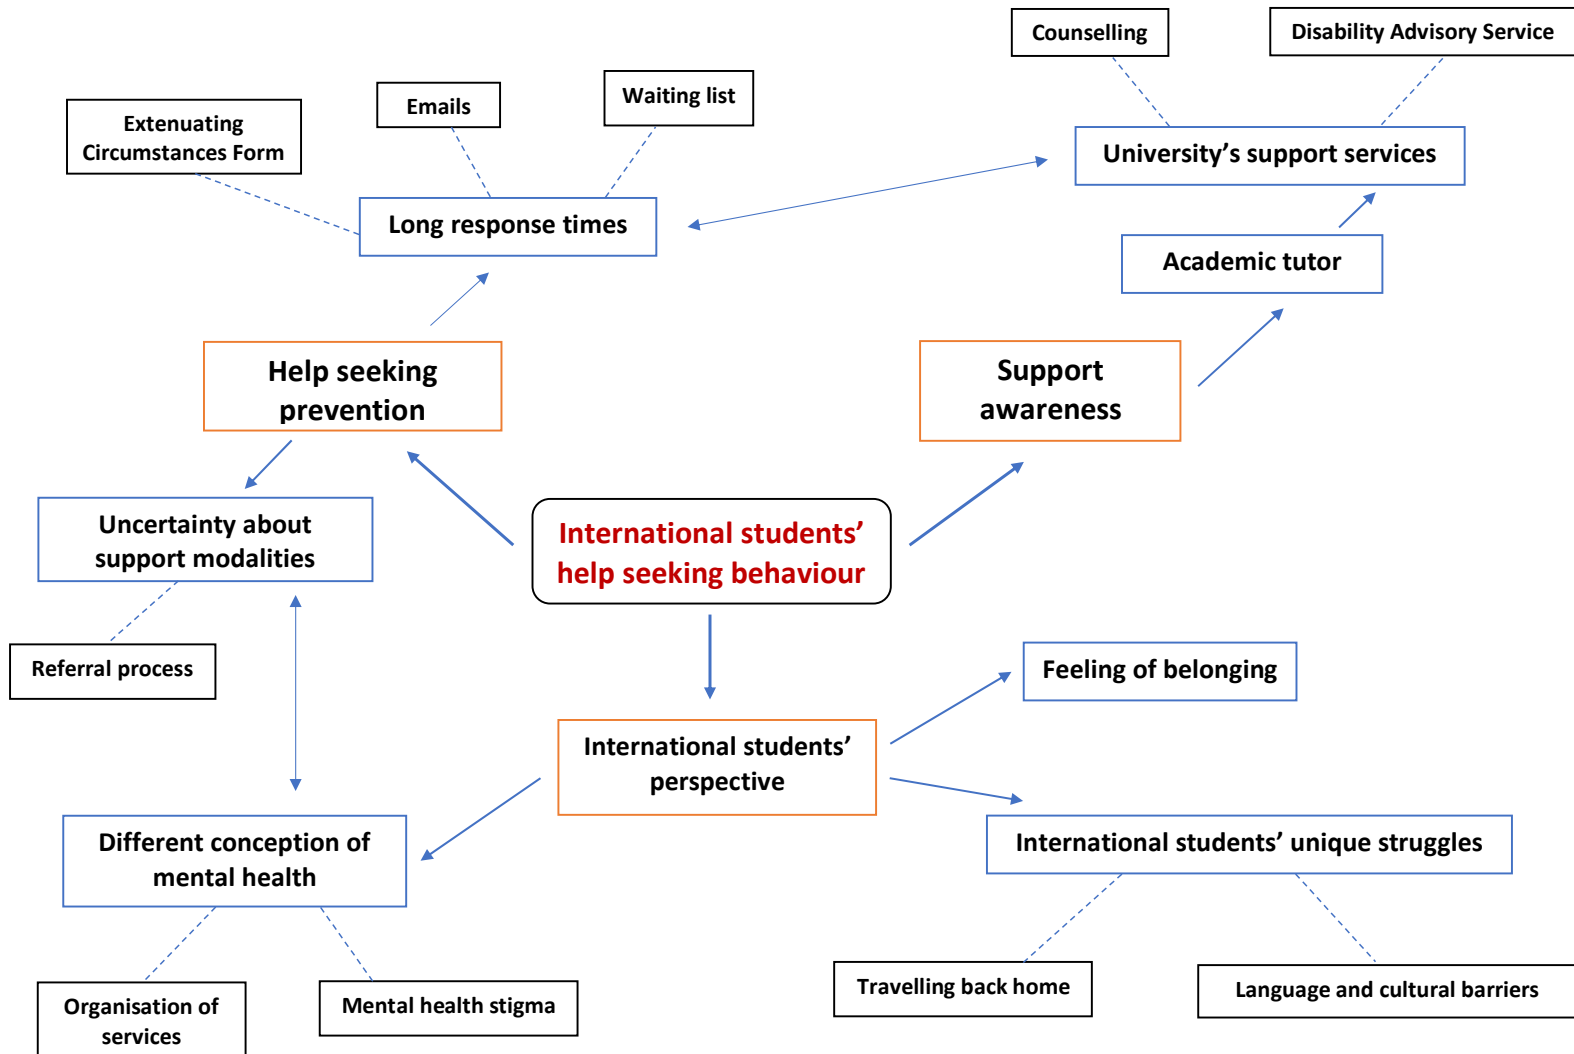 Counselling
Disability Advisory Service
Emails
Waiting list
Extenuating
Circumstances Form
University’s support services
Long response times
Academic tutor
Help seeking
prevention
Support
awareness
Uncertainty about
support modalities
International students’
help seeking behaviour
Referral process
Feeling of belonging
International students’
perspective
Different conception of
mental health
International students’ unique struggles
Organisation of
services
Mental health stigma
Travelling back home
Language and cultural barriers